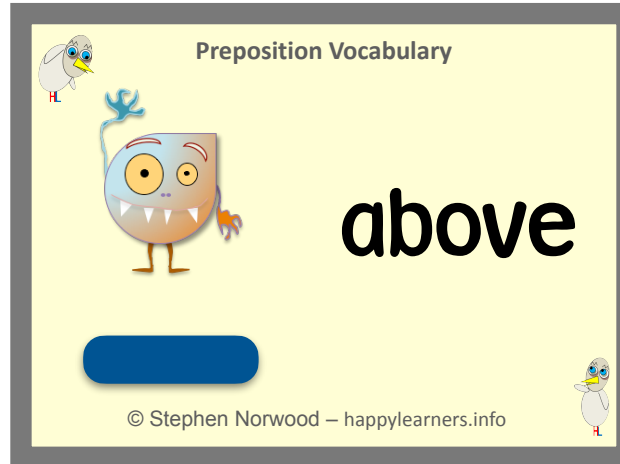 Preposition Vocabulary
HL
above
© Stephen Norwood – happylearners.info
HL